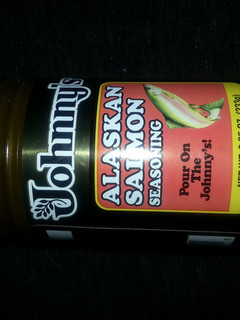 Johnny's
ALASKAN
SALMON
SEASONING
Pour On
The
Johnny's!